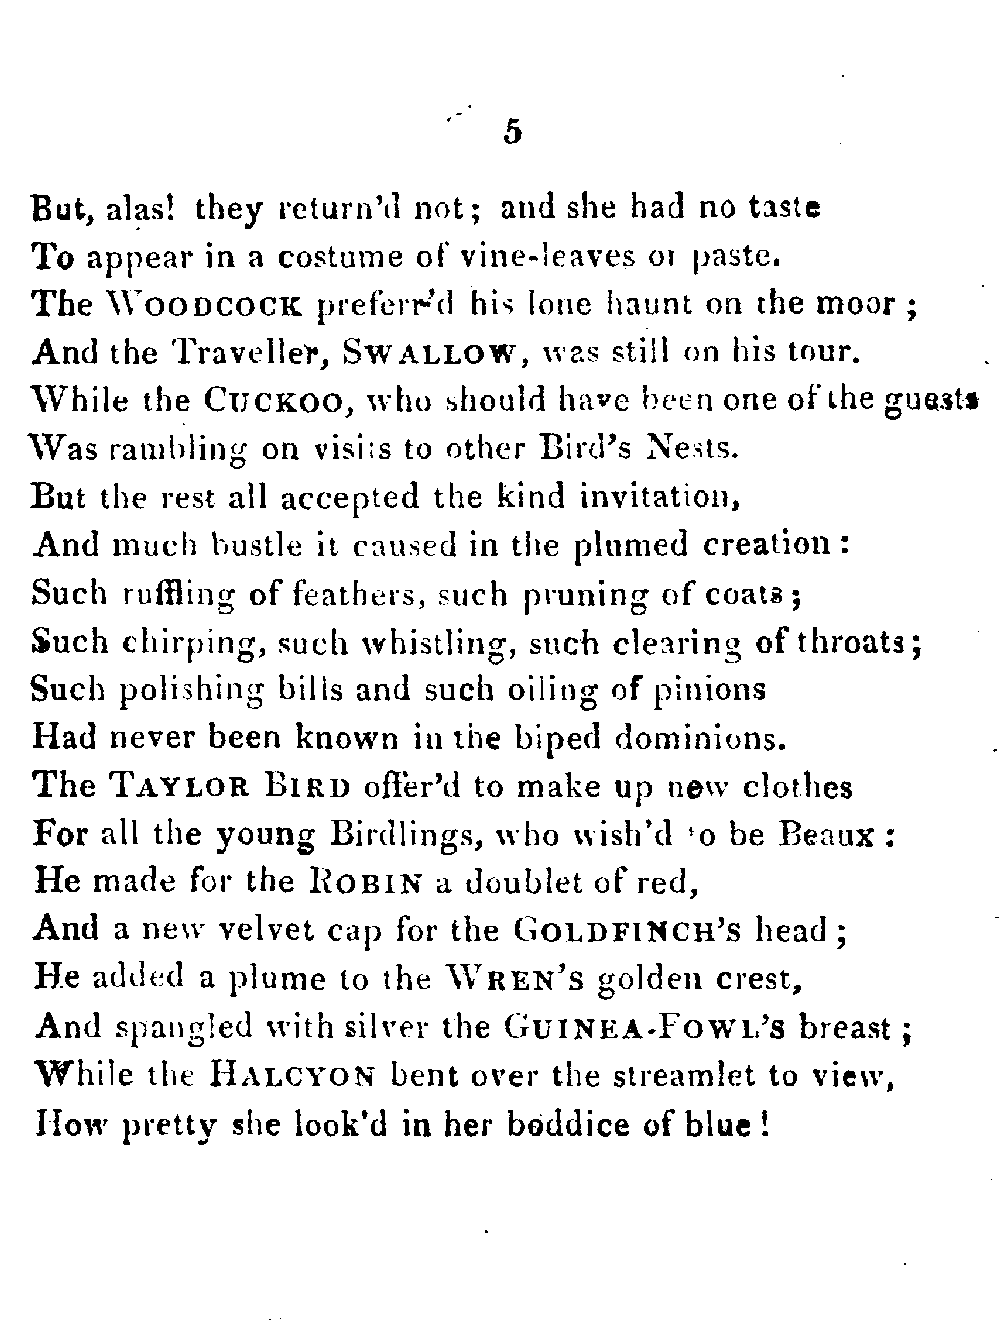 5
But, alas! they return'd not; and she had no taste
To appear in a costume of vine-leaves or paste.
The WOODCOCK preferr'd his lone haunt on the moor;
And the Traveller, SWALLOW, was still on his tour.
While the CUCKOO, who should have been one of the guests
Was rambling on visits to other Bird's Nests.
But the rest all accepted the kind invitation,
And much bustle it caused in the plumed creation:
Such ruffling of feathers, such pruning of coats;
Such chirping, such whistling, such clearing of throats;
Such polishing bills and such oiling of pinions
Had never been known in the biped dominions.
The TAYLOR BIRD offer'd to make up new clothes
For all the young Birdlings, who wish'd to be Beaux:
He made for the ROBIN a doublet of red,
And a new velvet cap for the GOLDFINCH'S head;
He added a plume to the WREN'S golden crest,
And spangled with silver the GUINEA-FOWL'S breast;
While the HALCYON bent over the streamlet to view,
How pretty she look'd in her boddice of blue!